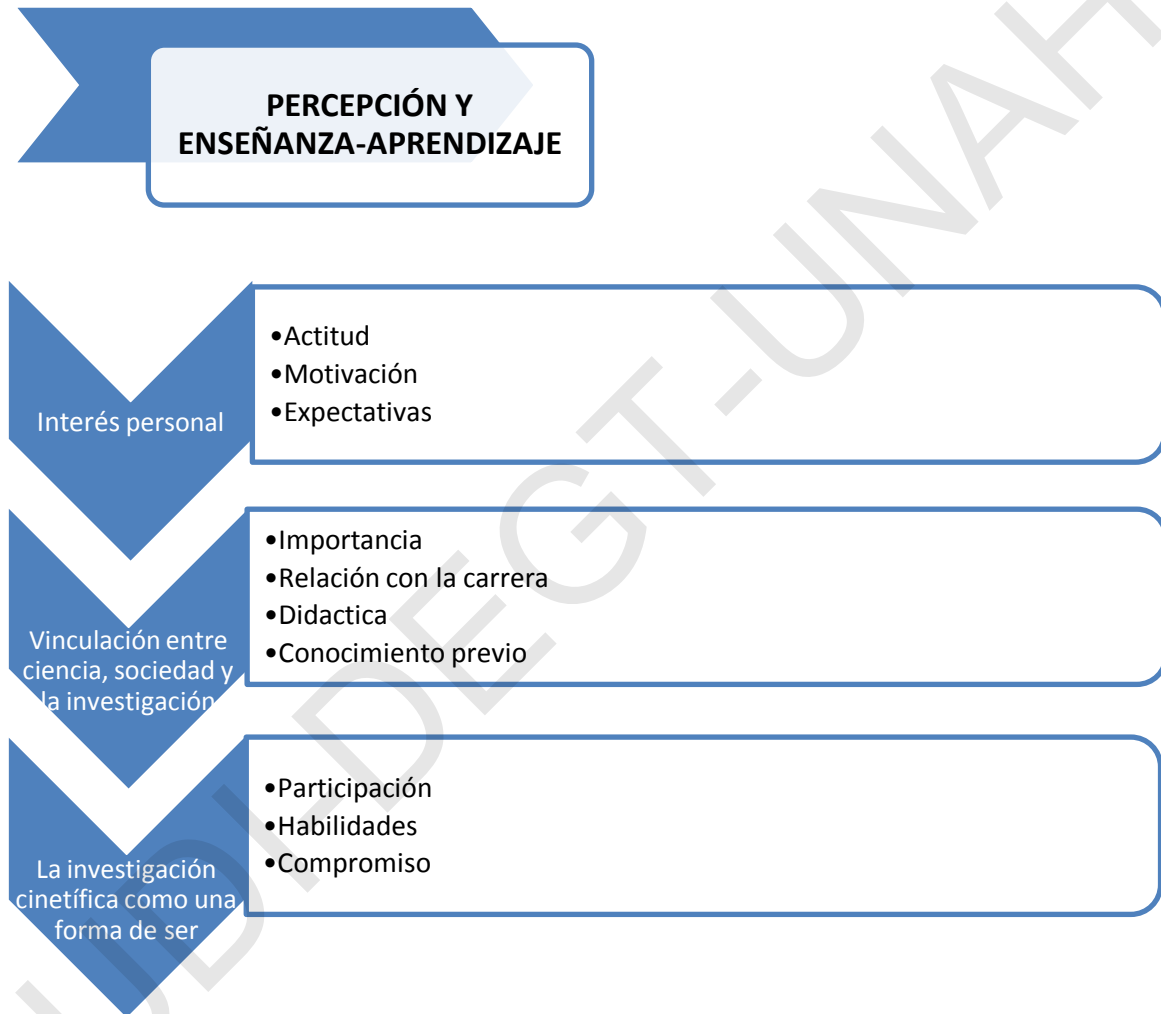 PERCEPCIÓN Y
ENSEÑANZA-APRENDIZAJE
Interés personal
•Actitud
•Motivación
•Expectativas
Vinculación entre
ciencia, sociedad y
la investigación
•Importancia
•Relación con la carrera
•Didactica
•Conocimiento previo
La investigación
cinetífica como una
forma de ser
•Participación
•Habilidades
•Compromiso
UDI-DEGT-UNAH